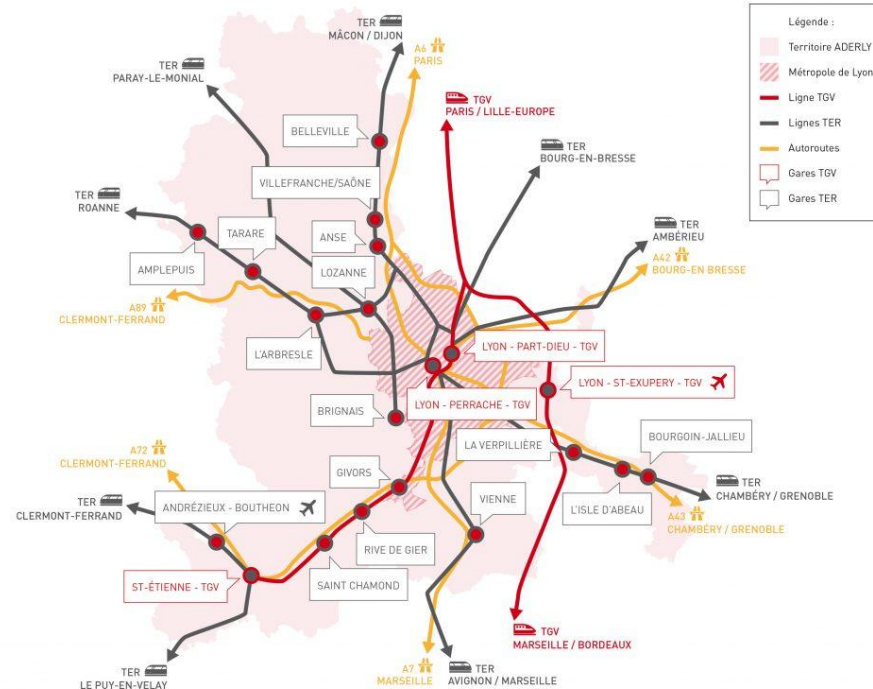 TER
MÂCON / DIJON
A6
PARIS
TER
PARAY-LE-MONIAL
TGV
PARIS / LILLE-EUROPE
BELLEVILLE
TER
BOURG-EN-BRESSE
VILLEFRANCHE/SAÔNE
TER
ROANNE
TARARE
ANSE
TER
AMBÉRIEU
AMPLEPUIS
LOZANNE
A42
BOURG-EN BRESSE
A89
CLERMONT-FERRAND
L'ARBRESLE
LYON - PART-DIEU - TGV
LYON - ST-EXUPERY - TGV
BRIGNAIS
LYON - PERRACHE - TGV
A72
CLERMONT-FERRAND
LA VERPILLIÈRE
BOURGOIN-JALLIEU
GIVORS
TER
CLERMONT-FERRAND
ANDRÉZIEUX - BOUTHEON
VIENNE
L'ISLE D'ABEAU
TER
CHAMBÉRY / GRENOBLE
A43
CHAMBÉRY / GRENOBLE
RIVE DE GIER
SAINT CHAMOND
ST-ÉTIENNE - TGV
TGV
MARSEILLE / BORDEAUX
TER
LE PUY-EN-VELAY
A7
MARSEILLE
TER
AVIGNON / MARSEILLE
Légende :
Territoire ADERLY
Métropole de Lyon
Ligne TGV
Lignes TER
Autoroutes
Gares TGV
Gares TER